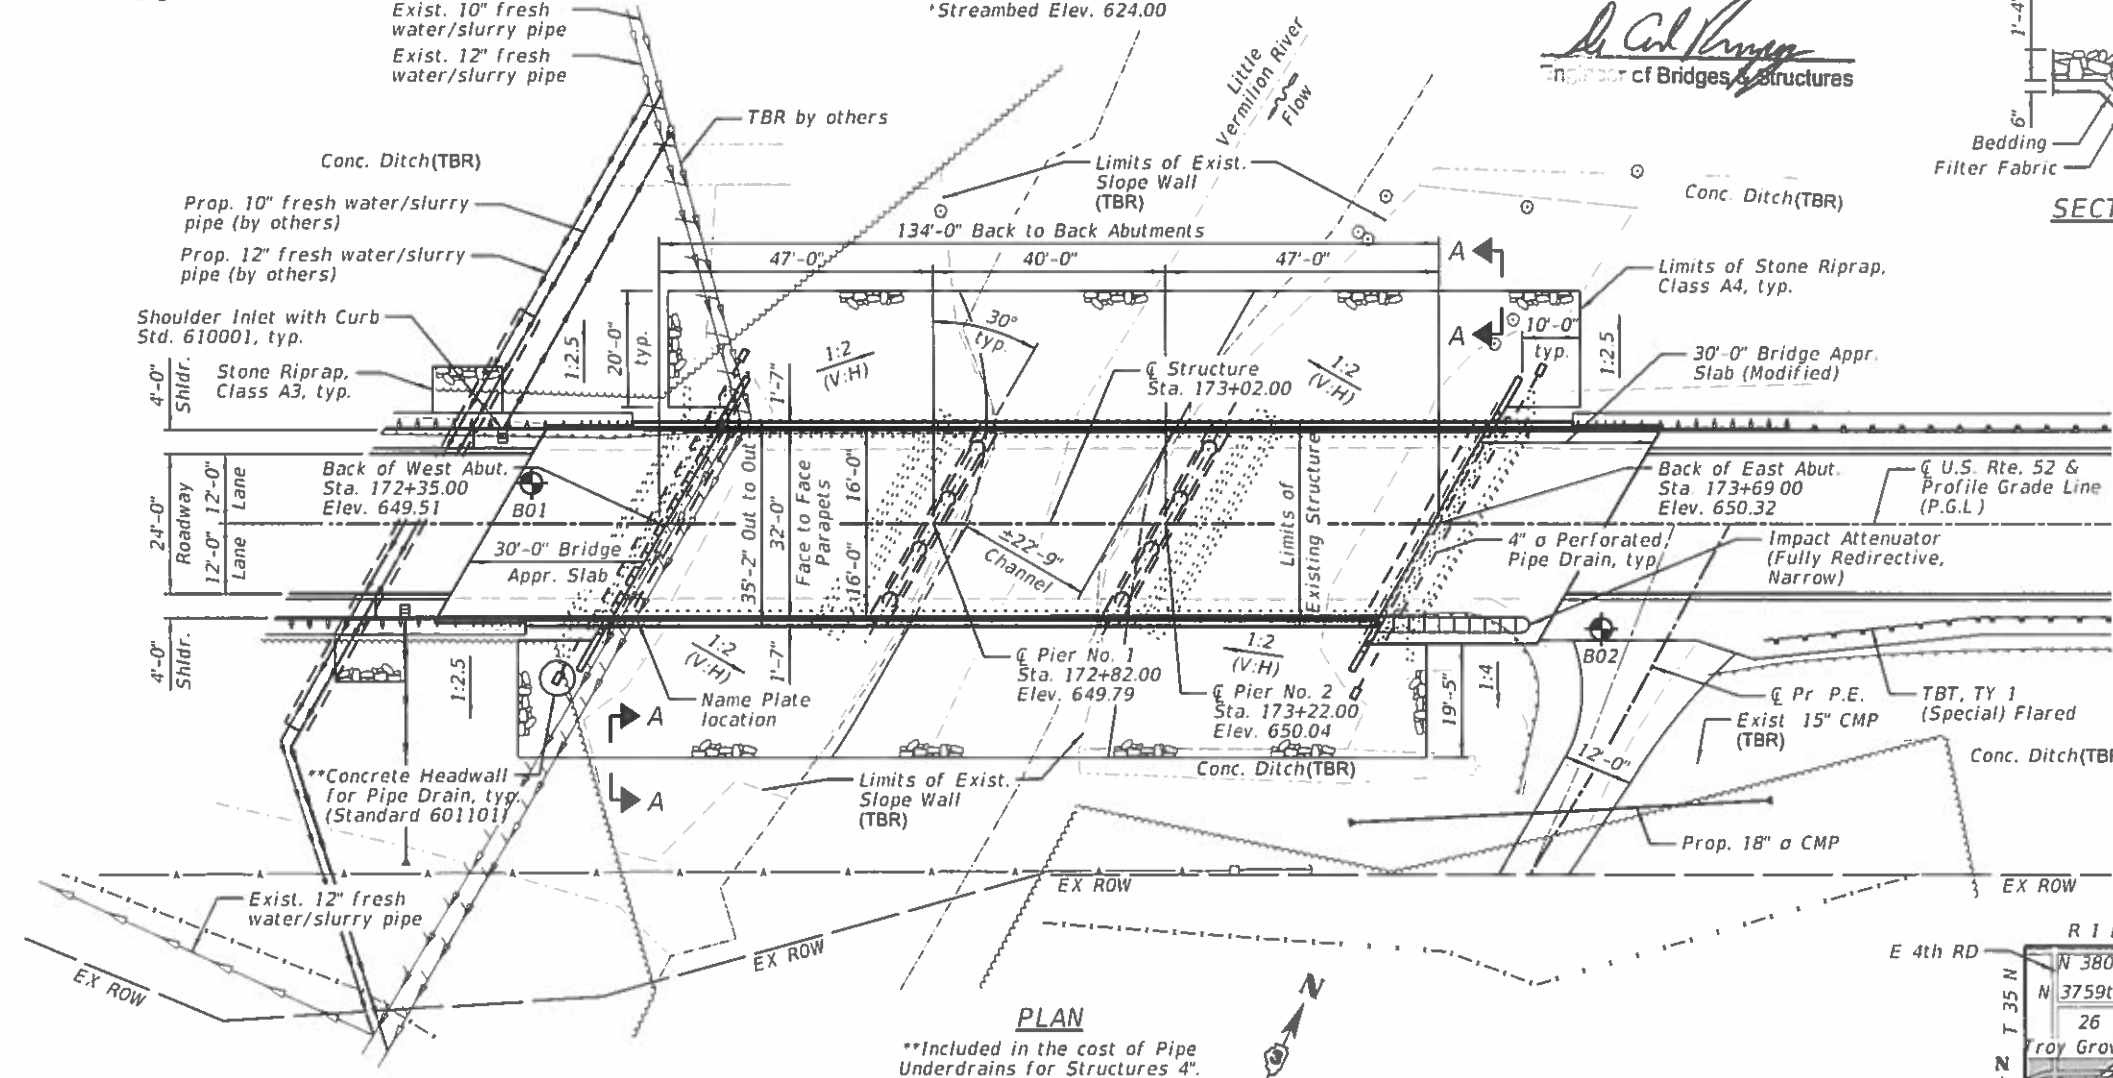 Exist. 10" fresh
water/slurry pipe
Exist. 12" fresh
water/slurry pipe
*Streambed Elev. 624.00
Little
Vermilion River
Flow
Engineer of Bridges & Structures
1'-4"
6"
Bedding
Filter Fabric
TBR by others
Conc. Ditch(TBR)
Limits of Exist.
Slope Wall
(TBR)
Conc. Ditch(TBR)
Prop. 10" fresh water/slurry
pipe (by others)
134'-0" Back to Back Abutments
Prop. 12" fresh water/slurry
pipe (by others)
47'-0"
40'-0"
47'-0"
A
Limits of Stone Riprap,
Class A4, typ.
Shoulder Inlet with Curb
Std. 610001, typ.
1:2.5
20'-0"
typ.
30°
typ.
A
10'-0"
typ.
1:2.5
4'-0"
Shldr.
Stone Riprap,
Class A3, typ.
1:2
(V:H)
1'-7"
℄ Structure
Sta. 173+02.00
1:2
(V:H)
30'-0" Bridge Appr.
Slab (Modified)
Back of West Abut.
Sta. 172+35.00
Elev. 649.51
B01
24'-0"
Roadway
12'-0"
Lane
12'-0"
Lane
30'-0" Bridge
Appr. Slab
35'-2" Out to Out
32'-0"
Face to Face
Parapets
16'-0"
16'-0"
±22'-9"
Channel
Limits of
Existing Structure
Back of East Abut.
Sta. 173+69.00
Elev. 650.32
℄ U.S. Rte. 52 &
Profile Grade Line
(P.G.L.)
4" ø Perforated
Pipe Drain, typ.
Impact Attenuator
(Fully Redirective,
Narrow)
4'-0"
Shldr.
1:2.5
1:2
(V:H)
1'-7"
℄ Pier No. 1
Sta. 172+82.00
Elev. 649.79
1:2
(V:H)
℄ Pier No. 2
Sta. 173+22.00
Elev. 650.04
19'-5"
1:4
B02
℄ Pr P.E.
Exist 15" CMP
(TBR)
TBT, TY 1
(Special) Flared
Name Plate
location
A
A
12'-0"
Conc. Ditch(TBR
**Concrete Headwall
for Pipe Drain, typ.
(Standard 601101)
Limits of Exist.
Slope Wall
(TBR)
Conc. Ditch(TBR)
Prop. 18" ø CMP
EX ROW
EX ROW
Exist. 12" fresh
water/slurry pipe
EX ROW
EX ROW
E 4th RD
N 380
T 35 N
N 3759t
26
Troy Grov
N
PLAN
N
**Included in the cost of Pipe
Underdrains for Structures 4".